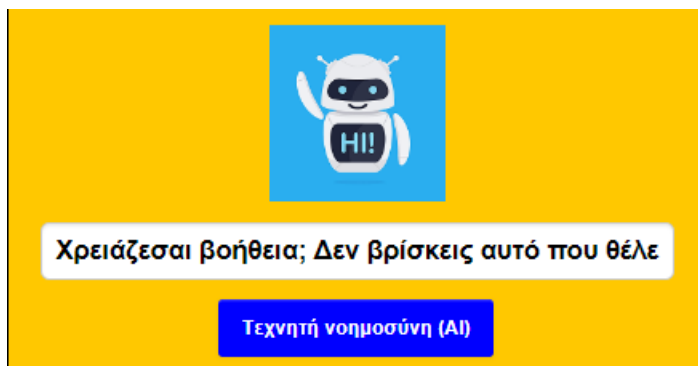 HI!
Χρειάζεσαι βοήθεια; Δεν βρίσκεις αυτό που θέλε
Τεχνητή νοημοσύνη (AI)